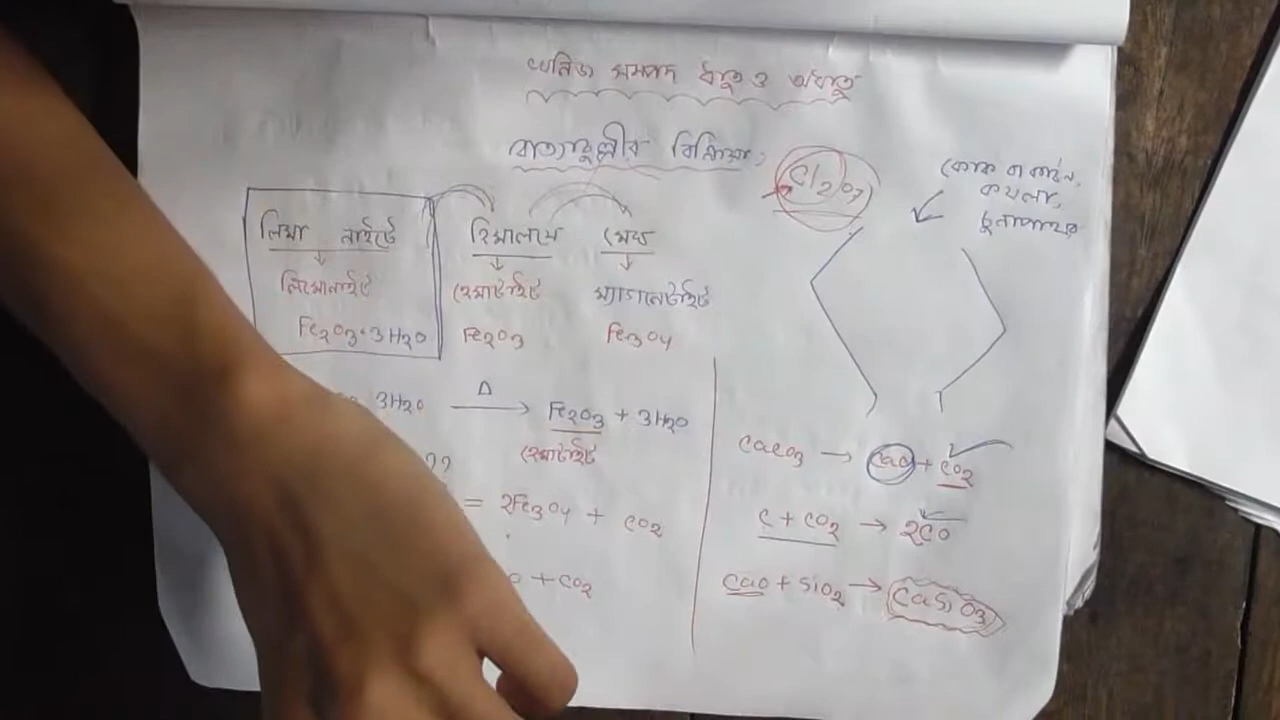 খনিজ সম্পদ ধাতু ও অধাতু
বাত্যাচুল্লীর বিক্রিয়া:
Cl2O7
কোক বা কার্বন,
কয়লা,
চুনাপাথর
লিমা নাইটে হিমালয়ে মেঘ
লিমোনাইট হেমাটাইট ম্যাগনেটাইট
Fe2O3·3H2O Fe2O3 Fe3O4
3H2O Δ → Fe2O3 + 3H2O
হেমাটাইট
??
= 2Fe3O4 + CO2
+ CO2
CaCO3 → CaO + CO2
C + CO2 → 2CO
CaO + SiO2 → CaSiO3